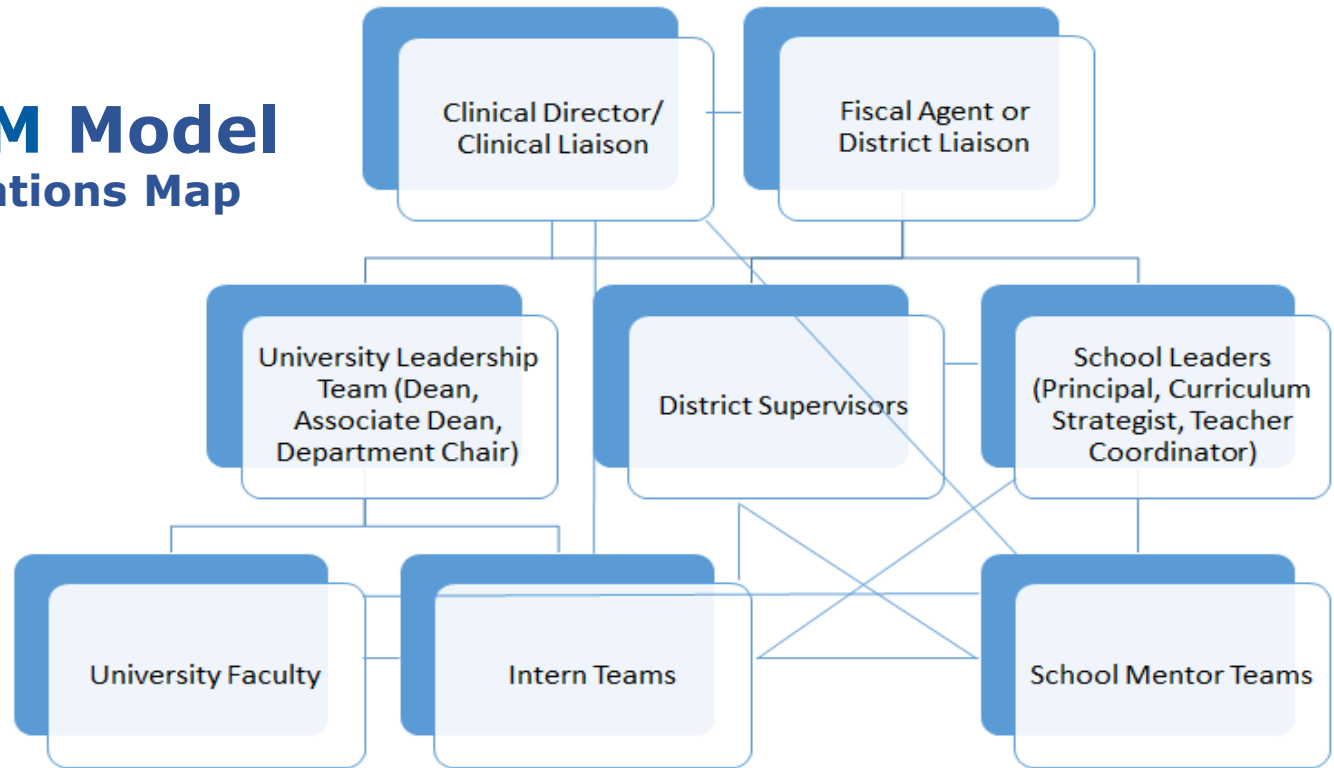 M Model
ations Map
Clinical Director/
Clinical Liaison
Fiscal Agent or
District Liaison
University Leadership
Team (Dean,
Associate Dean,
Department Chair)
District Supervisors
School Leaders
(Principal, Curriculum
Strategist, Teacher
Coordinator)
University Faculty
Intern Teams
School Mentor Teams